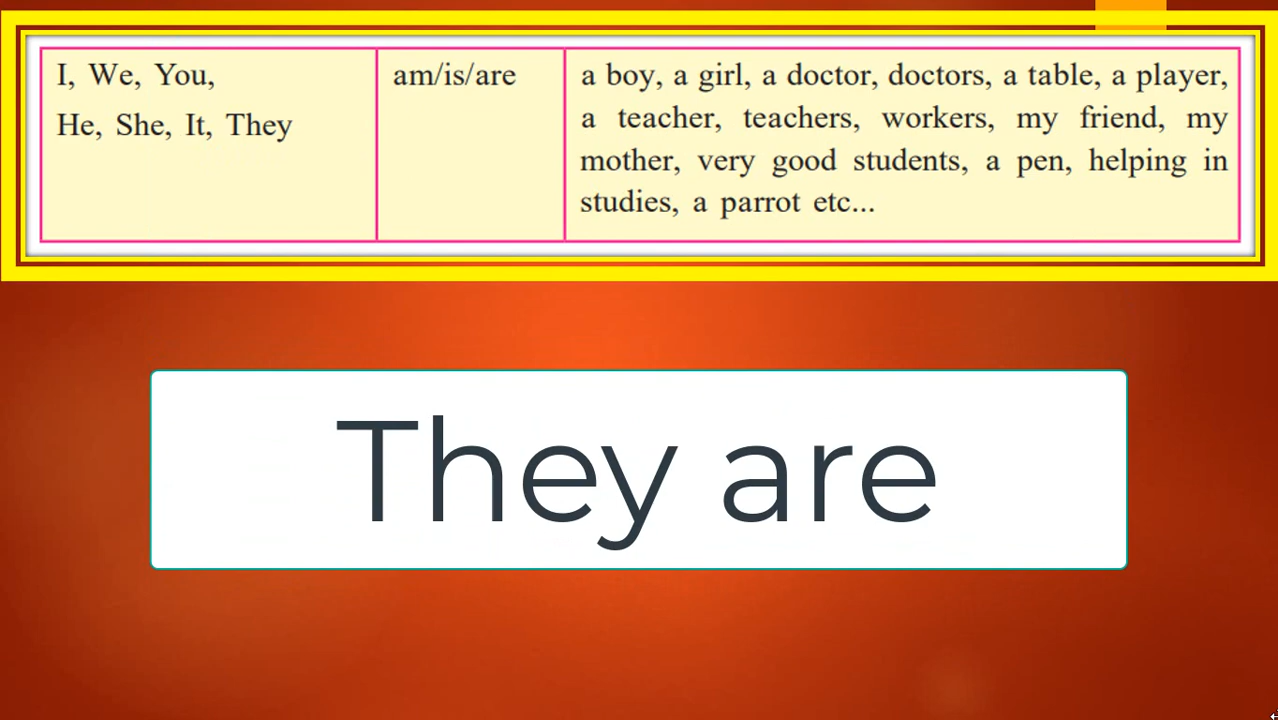 I, We, You,
He, She, It, They
am/is/are
a boy, a girl, a doctor, doctors, a table, a player,
a teacher, teachers, workers, my friend, my
mother, very good students, a pen, helping in
studies, a parrot etc...
They are